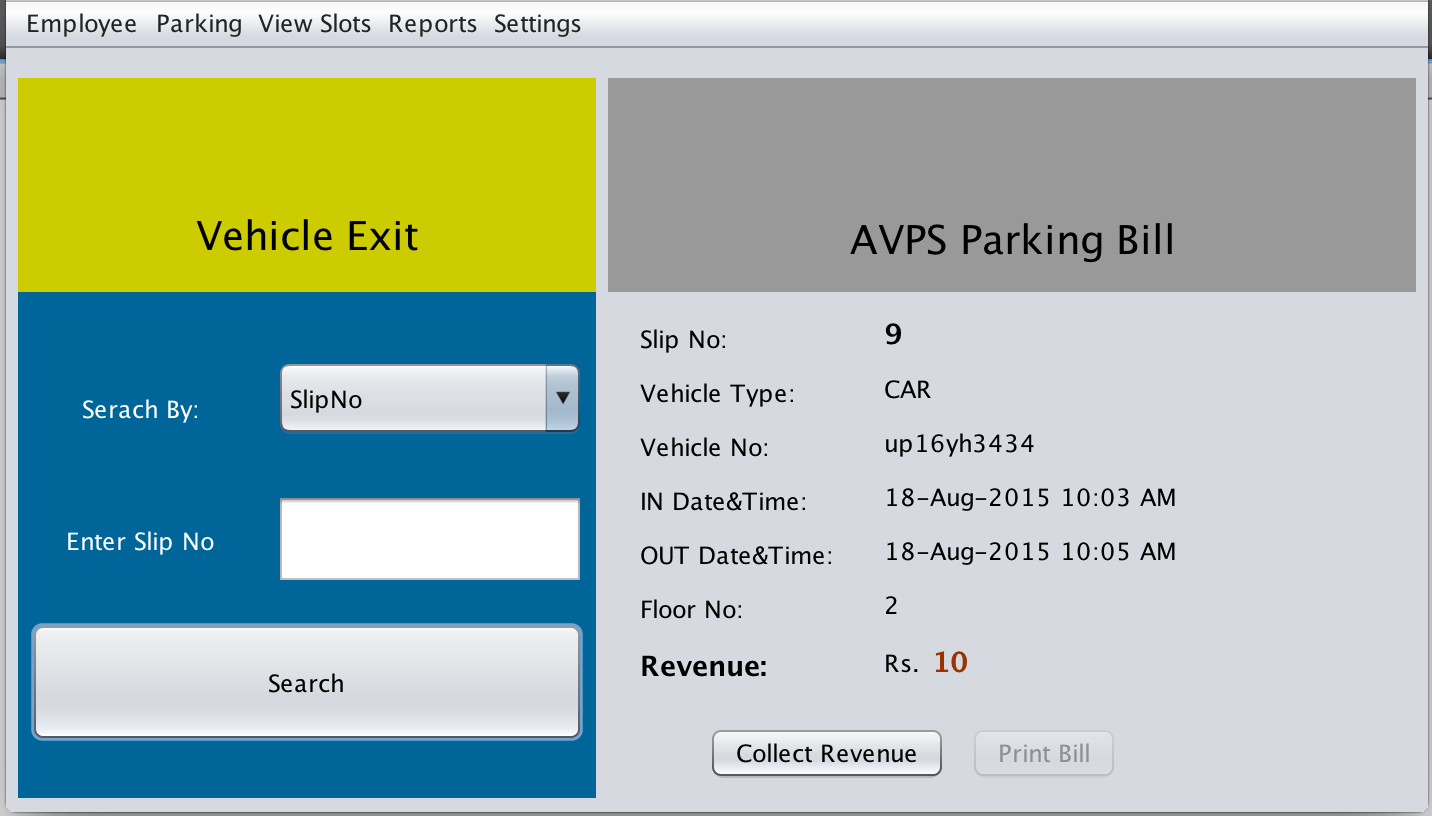 Employee Parking View Slots Reports Settings
Vehicle Exit
Serach By: SlipNo
Enter Slip No
Search
AVPS Parking Bill
Slip No: 9
Vehicle Type: CAR
Vehicle No: up16yh3434
IN Date&Time: 18-Aug-2015 10:03 AM
OUT Date&Time: 18-Aug-2015 10:05 AM
Floor No: 2
Revenue: Rs. 10
Collect Revenue Print Bill